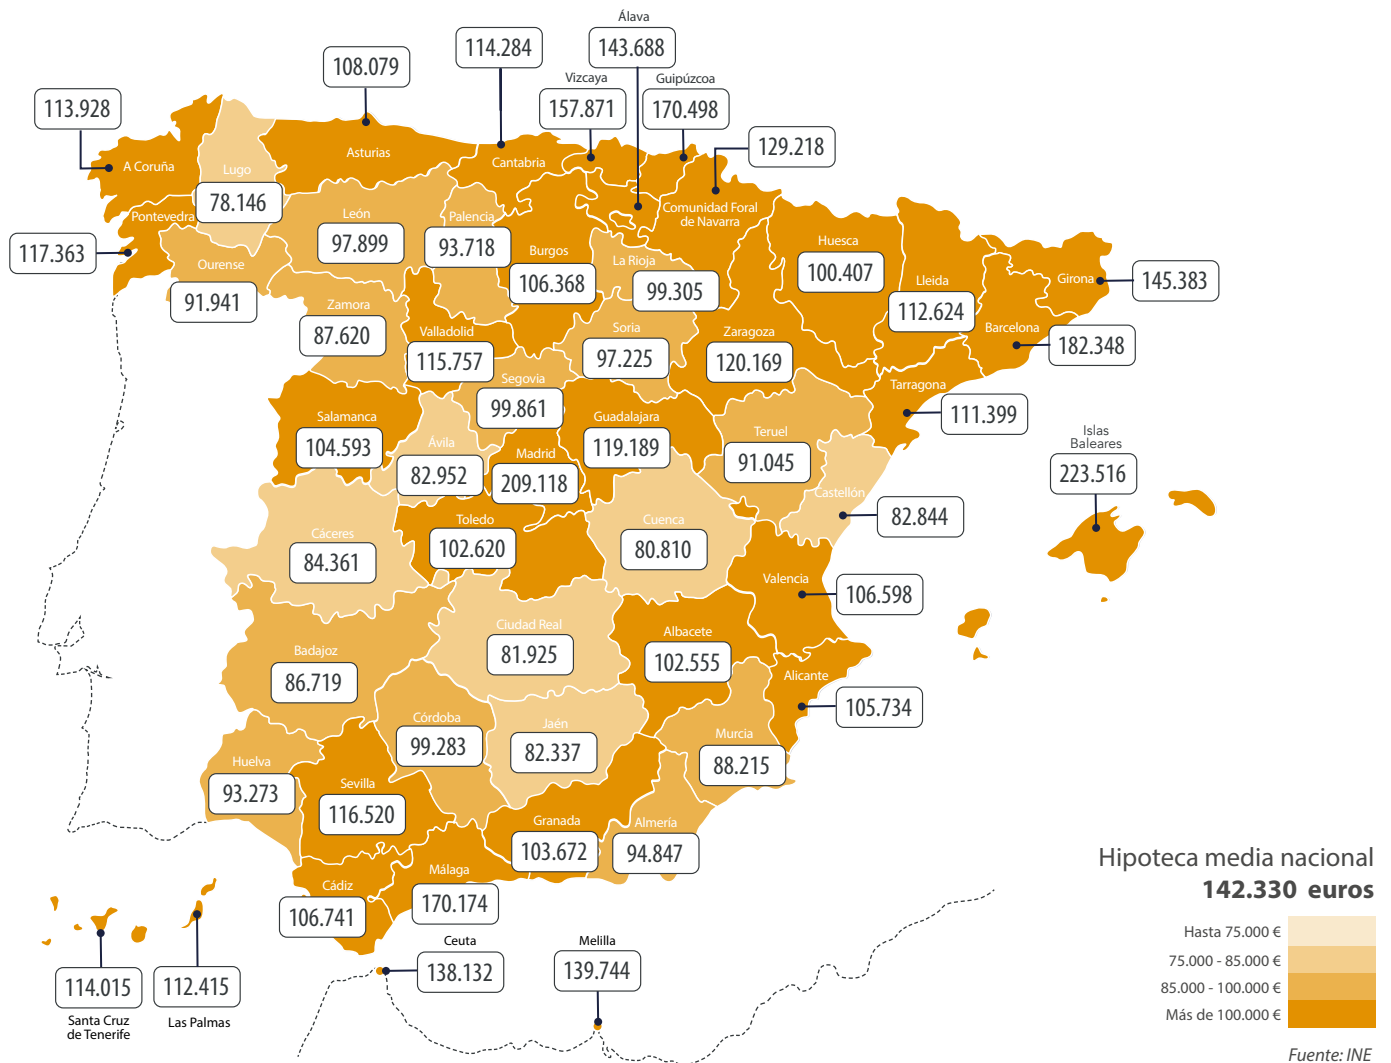 Álava
143.688
114.284
108.079
Vizcaya
157.871
Guipúzcoa
170.498
113.928
129.218
A Coruña
Asturias
Cantabria
Lugo
78.146
Pontevedra
117.363
León
97.899
Palencia
93.718
Comunidad Foral
de Navarra
Burgos
106.368
La Rioja
99.305
Huesca
100.407
Lleida
112.624
Girona
145.383
Ourense
91.941
Zamora
87.620
Valladolid
115.757
Soria
97.225
Zaragoza
120.169
Barcelona
182.348
Segovia
99.861
Tarragona
111.399
Salamanca
104.593
Ávila
82.952
Madrid
209.118
Guadalajara
119.189
Teruel
91.045
Islas
Baleares
223.516
Castellón
82.844
Cáceres
84.361
Toledo
102.620
Cuenca
80.810
Valencia
106.598
Badajoz
86.719
Ciudad Real
81.925
Albacete
102.555
Alicante
105.734
Córdoba
99.283
Jaén
82.337
Murcia
88.215
Huelva
93.273
Sevilla
116.520
Granada
103.672
Almería
94.847
Cádiz
106.741
Málaga
170.174
Ceuta
138.132
Melilla
139.744
114.015
Santa Cruz
de Tenerife
112.415
Las Palmas
Hipoteca media nacional
142.330 euros
Hasta 75.000 €
75.000 - 85.000 €
85.000 - 100.000 €
Más de 100.000 €
Fuente: INE